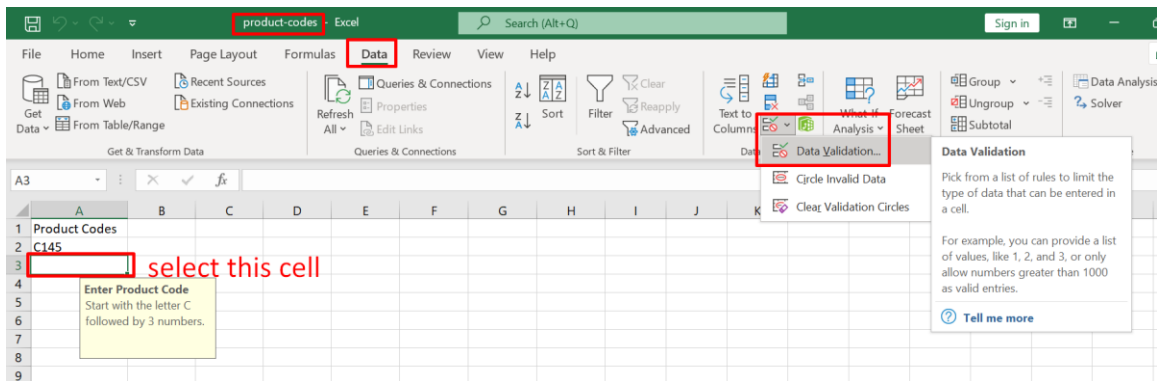 product-codes - Excel
Search (Alt+Q)
Sign in
File Home Insert Page Layout Formulas Data Review View Help
Get Data
From Text/CSV
From Web
From Table/Range
Recent Sources
Existing Connections
Get & Transform Data
Refresh All
Queries & Connections
Properties
Edit Links
Queries & Connections
Sort
Filter
Clear
Reapply
Advanced
Sort & Filter
Text to Columns
What-If Analysis
Forecast Sheet
Group
Ungroup
Subtotal
Data Analysis
Solver
Data Validation...
Circle Invalid Data
Clear Validation Circles
Data Validation
Pick from a list of rules to limit the
type of data that can be entered in
a cell.
For example, you can provide a list
of values, like 1, 2, and 3, or only
allow numbers greater than 1000
as valid entries.
Tell me more
A3
fx
A B C D E F G H I J K
1 Product Codes
2 C145
3
select this cell
4
5
6
7
8
9
Enter Product Code
Start with the letter C
followed by 3 numbers.